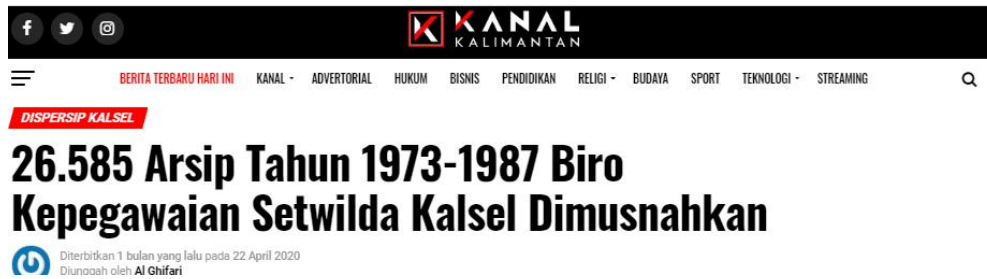 KANAL
KALIMANTAN
BERITA TERBARU HARI INI KANAL ADVERTORIAL HUKUM BISNIS PENDIDIKAN RELIGI BUDAYA SPORT TEKNOLOGI STREAMING
DISPERSIP KALSEL
26.585 Arsip Tahun 1973-1987 Biro
Kepegawaian Setwilda Kalsel Dimusnahkan
Diterbitkan 1 bulan yang lalu pada 22 April 2020
Diunggah oleh Al Ghifari